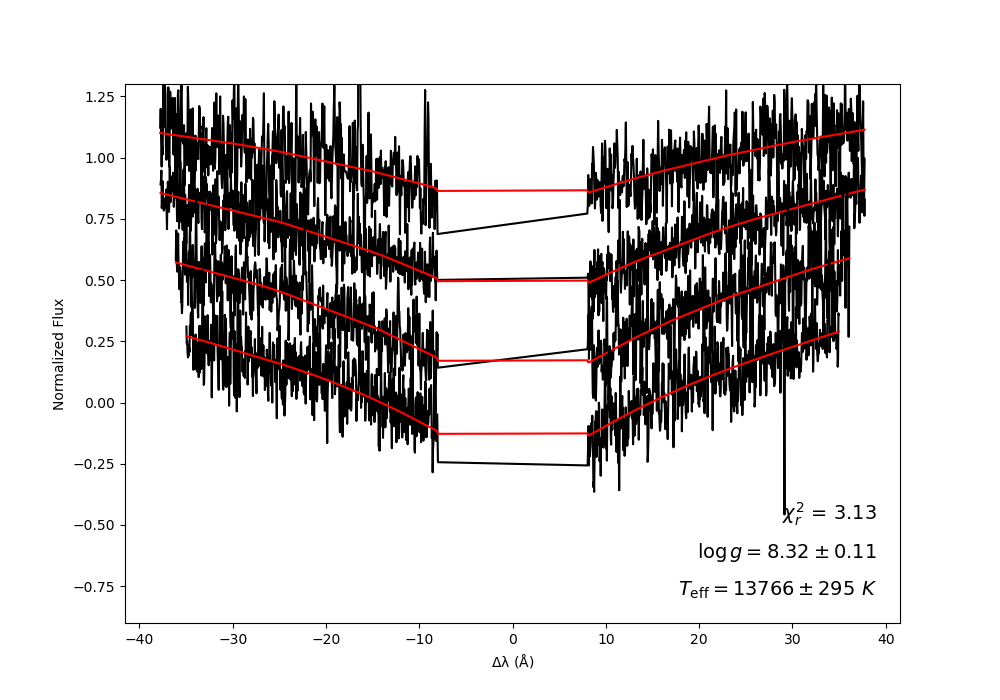 1.25
1.00
0.75
0.50
0.25
0.00
−0.25
−0.50
−0.75
Normalized Flux
χ²ᵣ = 3.13
log g = 8.32 ± 0.11
T_eff = 13766 ± 295 K
−40 −30 −20 −10 0 10 20 30 40
Δλ (Å)